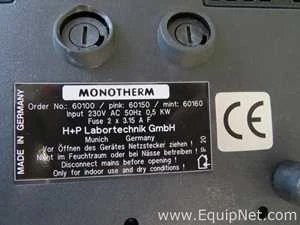 MADE IN GERMANY
MONOTHERM
Order No.: 60100 / pink: 60150 / mint: 60160
Input 230V AC 50Hz 0,5 KW
Fuse 2 x 3.15 A F
H+P Labortechnik GmbH
Munich Germany
Vor Öffnen des Gerätes Netzstecker ziehen !
Nicht im Feuchtraum oder bei Nässe betreiben !
Disconnect mains before opening !
Only for indoor use and dry conditions !
IP 20
CE
www.EquipNet.com